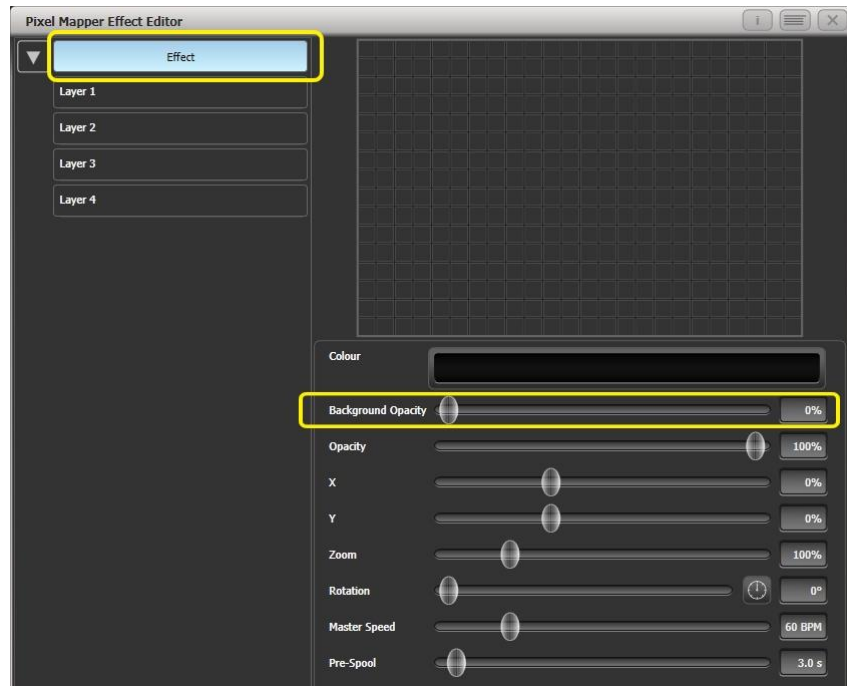 Pixel Mapper Effect Editor i
Effect
Layer 1
Layer 2
Layer 3
Layer 4
Colour
Background Opacity 0%
Opacity 100%
X 0%
Y 0%
Zoom 100%
Rotation 0º
Master Speed 60 BPM
Pre-Spool 3.0 s